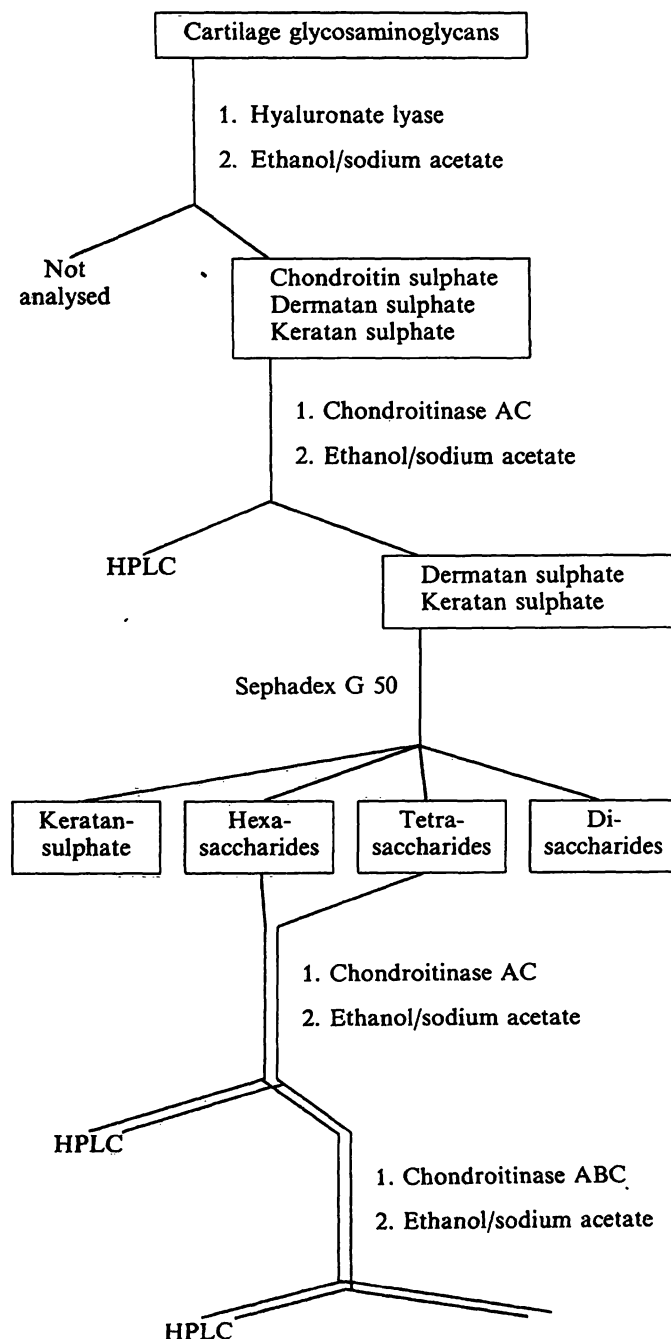 Cartilage glycosaminoglycans
1. Hyaluronate lyase
2. Ethanol/sodium acetate
Not
analysed
Chondroitin sulphate
Dermatan sulphate
Keratan sulphate
1. Chondroitinase AC
2. Ethanol/sodium acetate
HPLC
Dermatan sulphate
Keratan sulphate
Sephadex G 50
Keratan-
sulphate
Hexa-
saccharides
Tetra-
saccharides
Di-
saccharides
1. Chondroitinase AC
2. Ethanol/sodium acetate
HPLC
1. Chondroitinase ABC
2. Ethanol/sodium acetate
HPLC